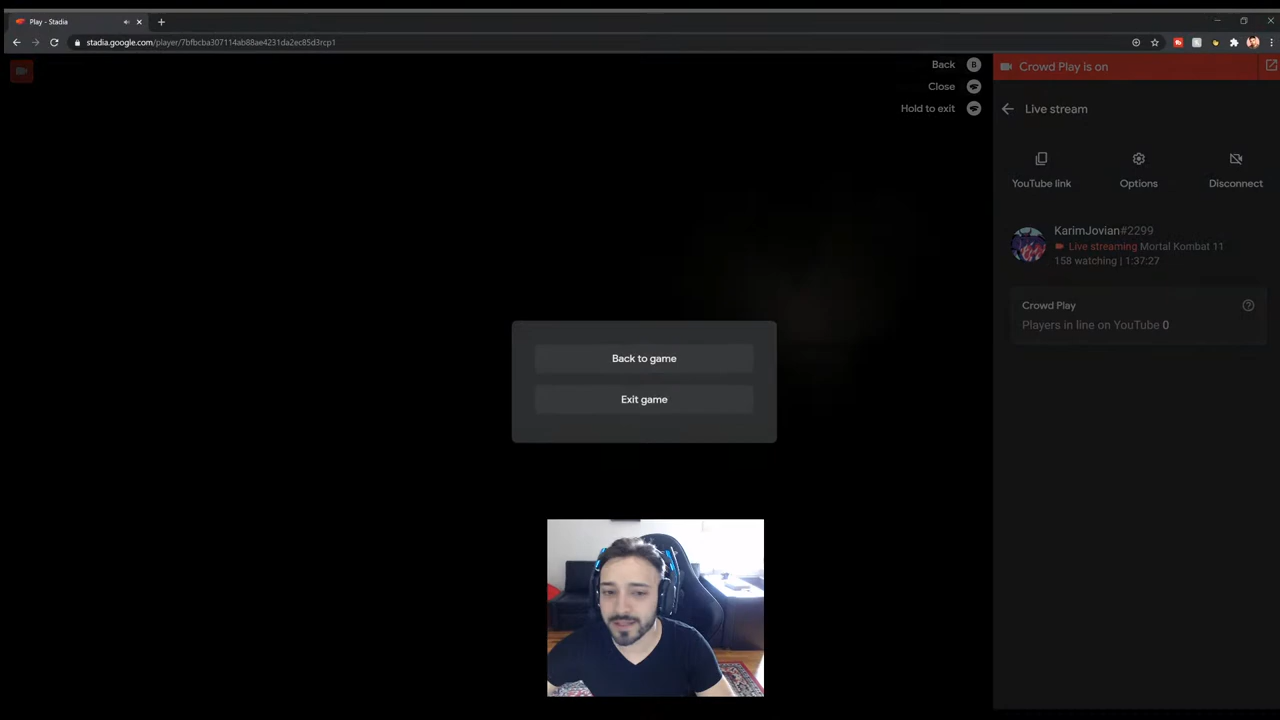 Play - Stadia
stadia.google.com/player/7bfbcba307114ab88ae4231da2ec85d3rcp1
Back B
Close
Hold to exit
Crowd Play is on
Live stream
YouTube link
Options
Disconnect
KarimJovian#2299
Live streaming Mortal Kombat 11
158 watching | 1:37:27
Crowd Play
Players in line on YouTube 0
Back to game
Exit game